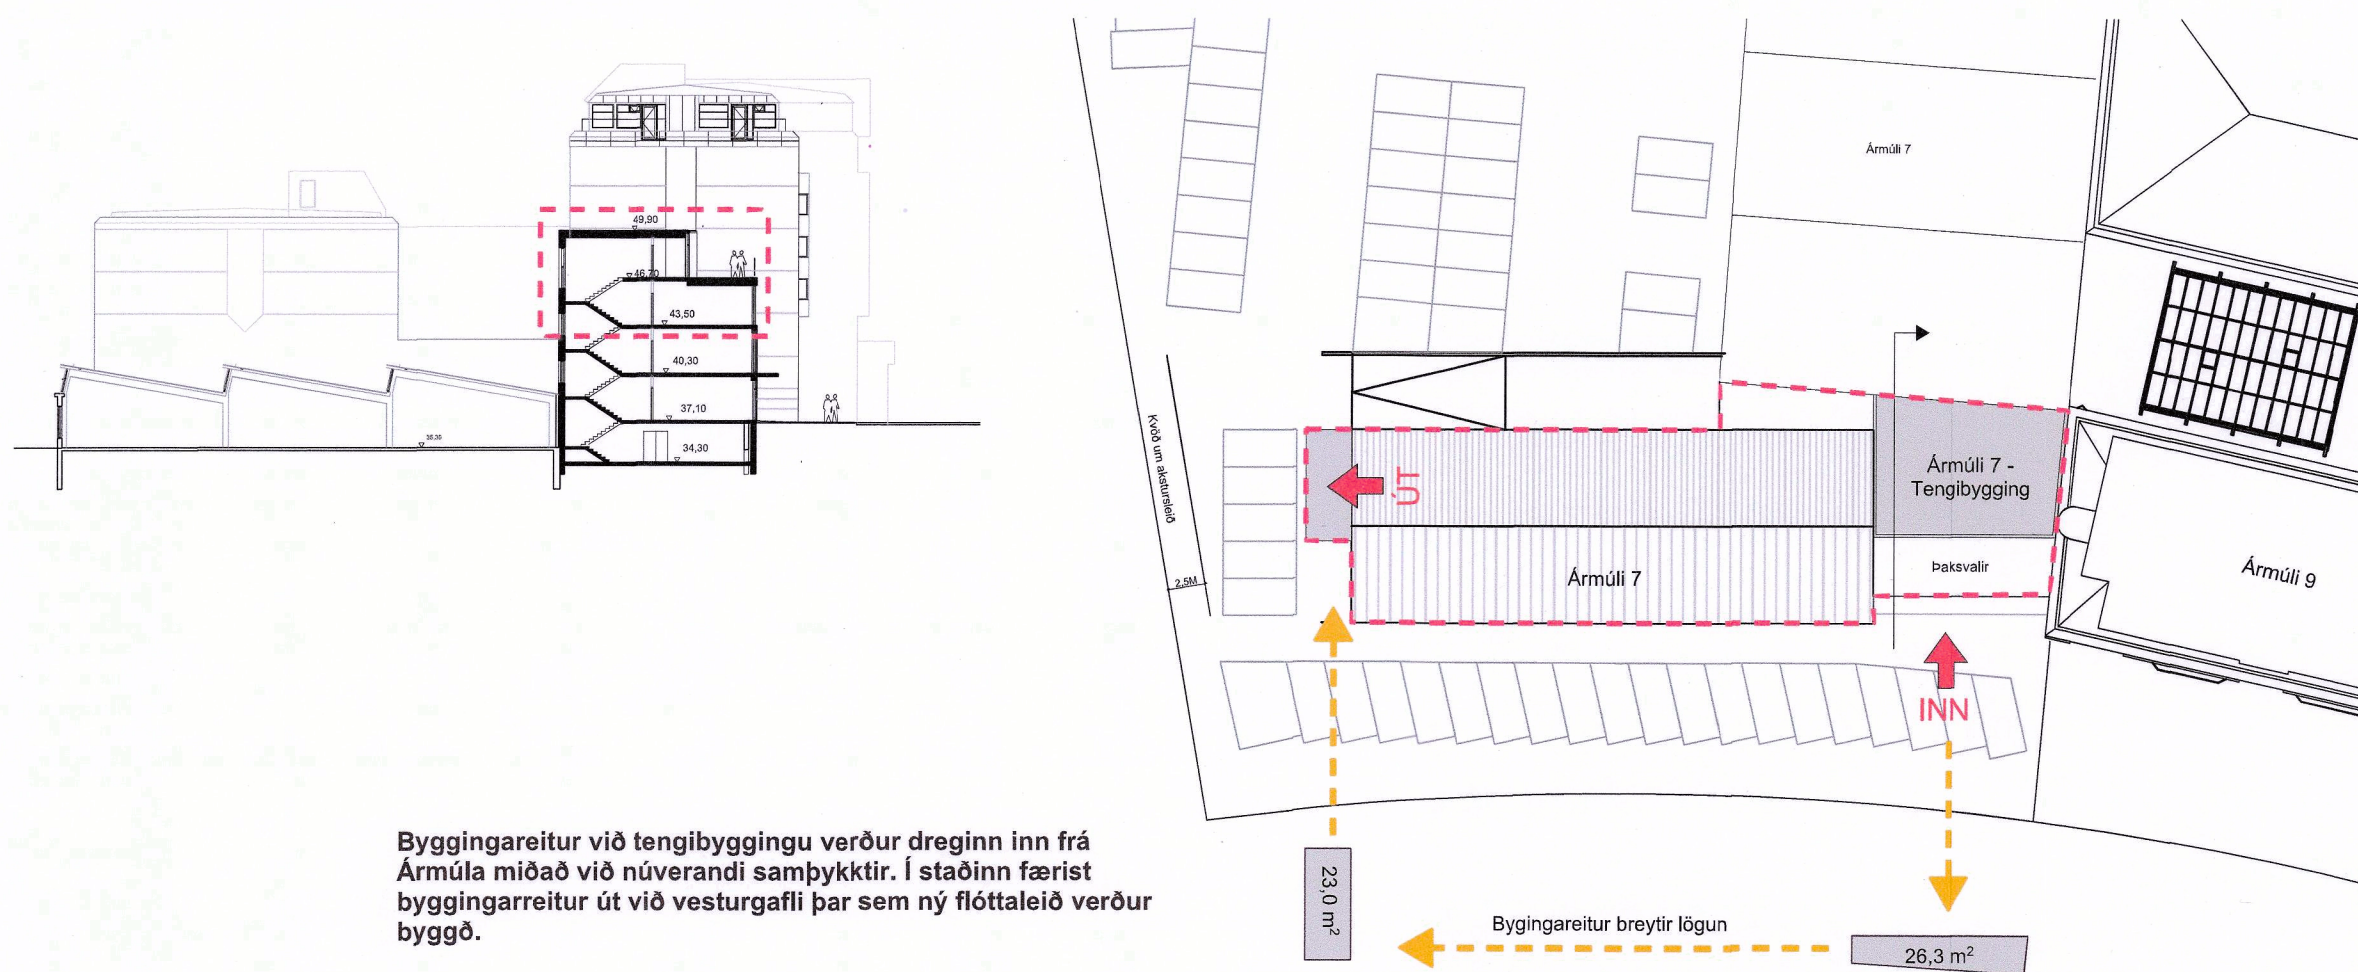 49,90
46,70
43,50
40,30
37,10
34,30
35,35
Byggingareitur við tengibyggingu verður dreginn inn frá
Ármúla miðað við núverandi samþykktir. Í staðinn færist
byggingarreitur út við vesturgafli þar sem ný flóttaleið verður
byggð.
Ármúli 7
Kvöð um akstursleið
2,5M
ÚT
Ármúli 7 -
Tengibygging
Ármúli 7
Þaksvalir
Ármúli 9
INN
23,0 m²
Bygingareitur breytir lögun
26,3 m²